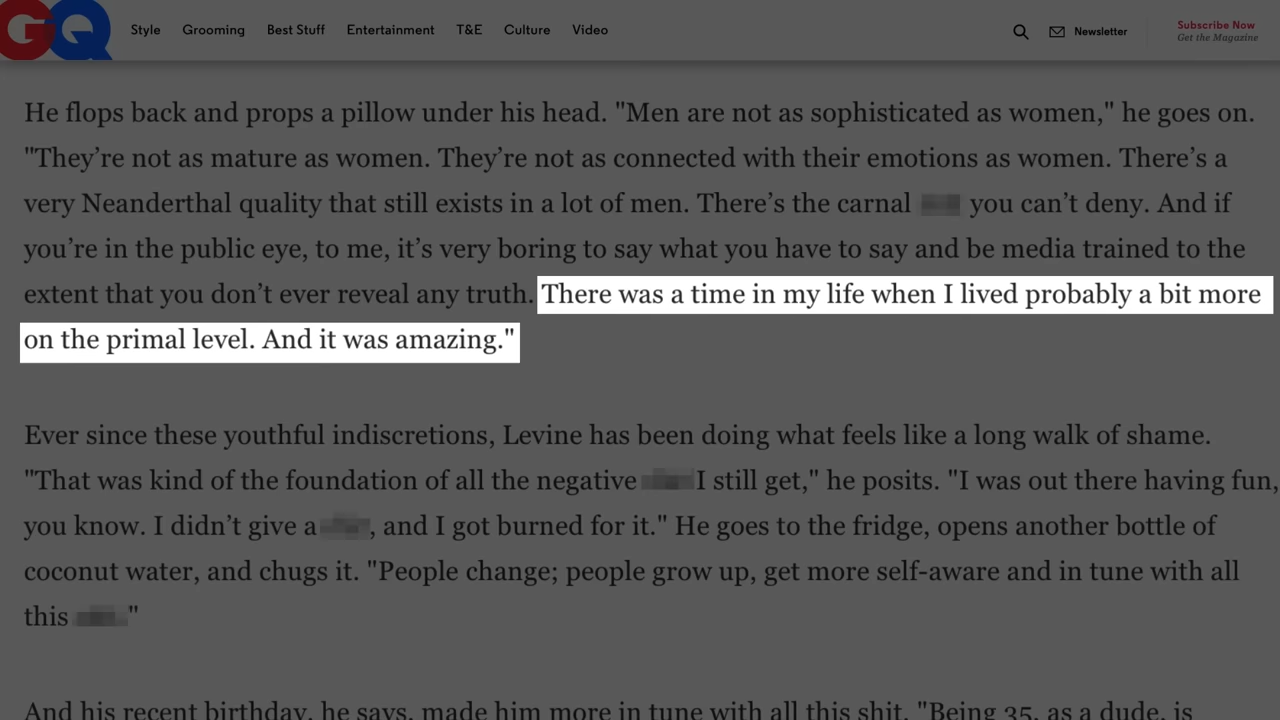 GQ Style Grooming Best Stuff Entertainment T&E Culture Video Newsletter Subscribe Now
Get the Magazine
He flops back and props a pillow under his head. "Men are not as sophisticated as women," he goes on.
"They’re not as mature as women. They’re not as connected with their emotions as women. There’s a
very Neanderthal quality that still exists in a lot of men. There’s the carnal you can’t deny. And if
you’re in the public eye, to me, it’s very boring to say what you have to say and be media trained to the
extent that you don’t ever reveal any truth. There was a time in my life when I lived probably a bit more
on the primal level. And it was amazing."
Ever since these youthful indiscretions, Levine has been doing what feels like a long walk of shame.
"That was kind of the foundation of all the negative I still get," he posits. "I was out there having fun,
you know. I didn’t give a , and I got burned for it." He goes to the fridge, opens another bottle of
coconut water, and chugs it. "People change; people grow up, get more self-aware and in tune with all
this "
And his recent birthday, he says, made him more in tune with all this shit. "Being 35, as a dude, is